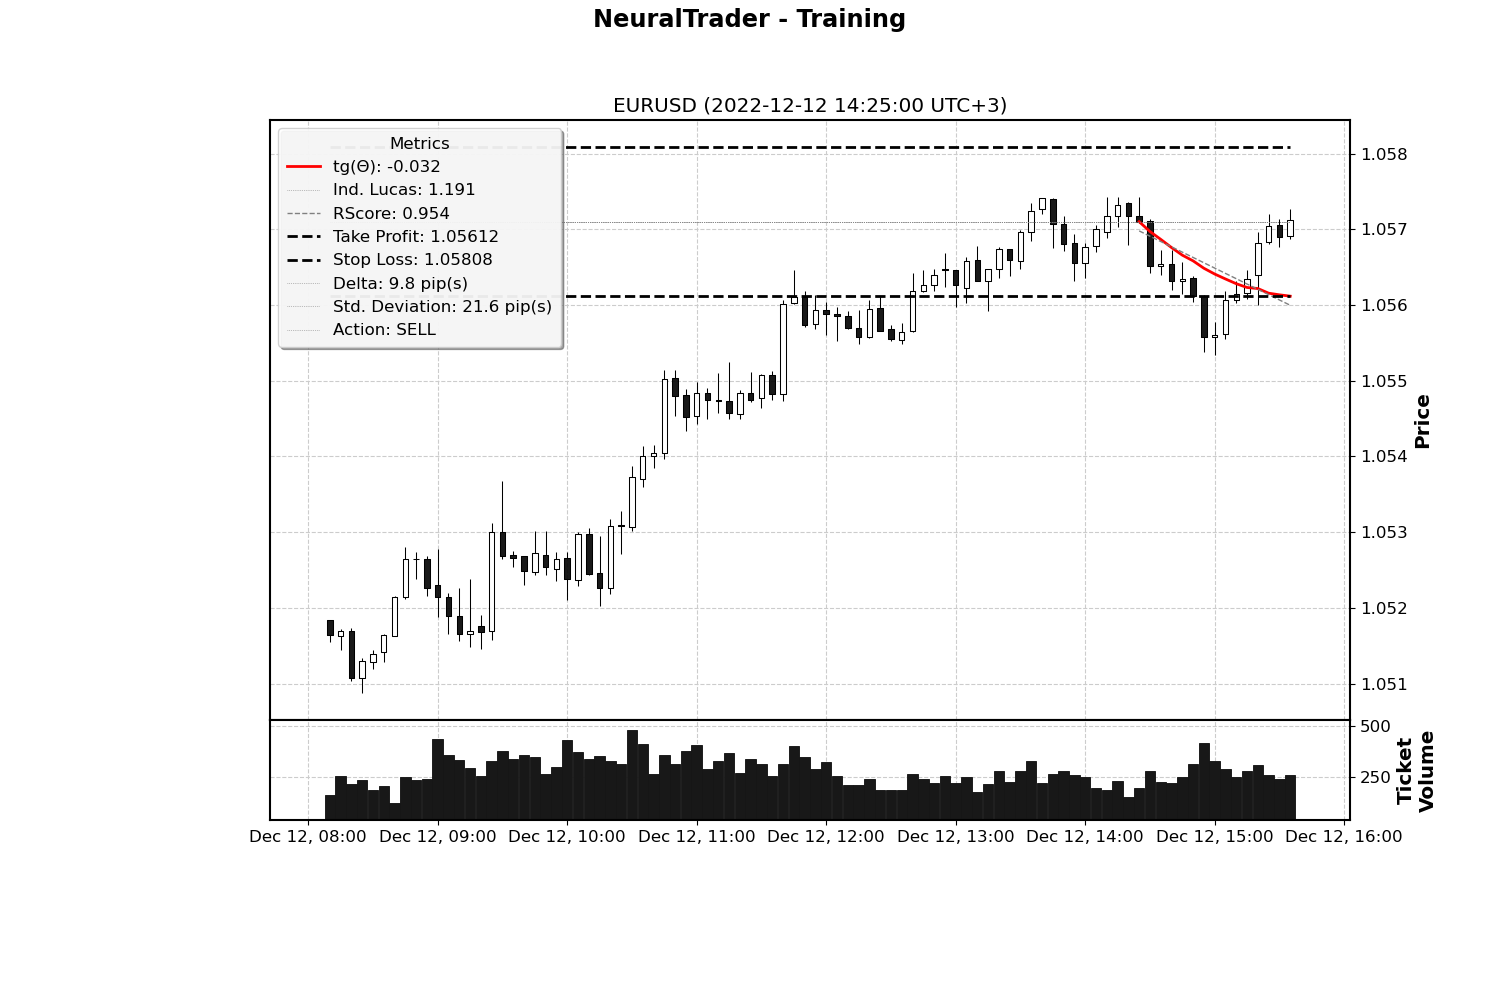 NeuralTrader - Training
EURUSD (2022-12-12 14:25:00 UTC+3)
Metrics
tg(Θ): -0.032
Ind. Lucas: 1.191
RScore: 0.954
Take Profit: 1.05612
Stop Loss: 1.05808
Delta: 9.8 pip(s)
Std. Deviation: 21.6 pip(s)
Action: SELL
1.058
1.057
1.056
1.055
1.054
1.053
1.052
1.051
Price
500
250
Ticket
Volume
Dec 12, 08:00 Dec 12, 09:00 Dec 12, 10:00 Dec 12, 11:00 Dec 12, 12:00 Dec 12, 13:00 Dec 12, 14:00 Dec 12, 15:00 Dec 12, 16:00